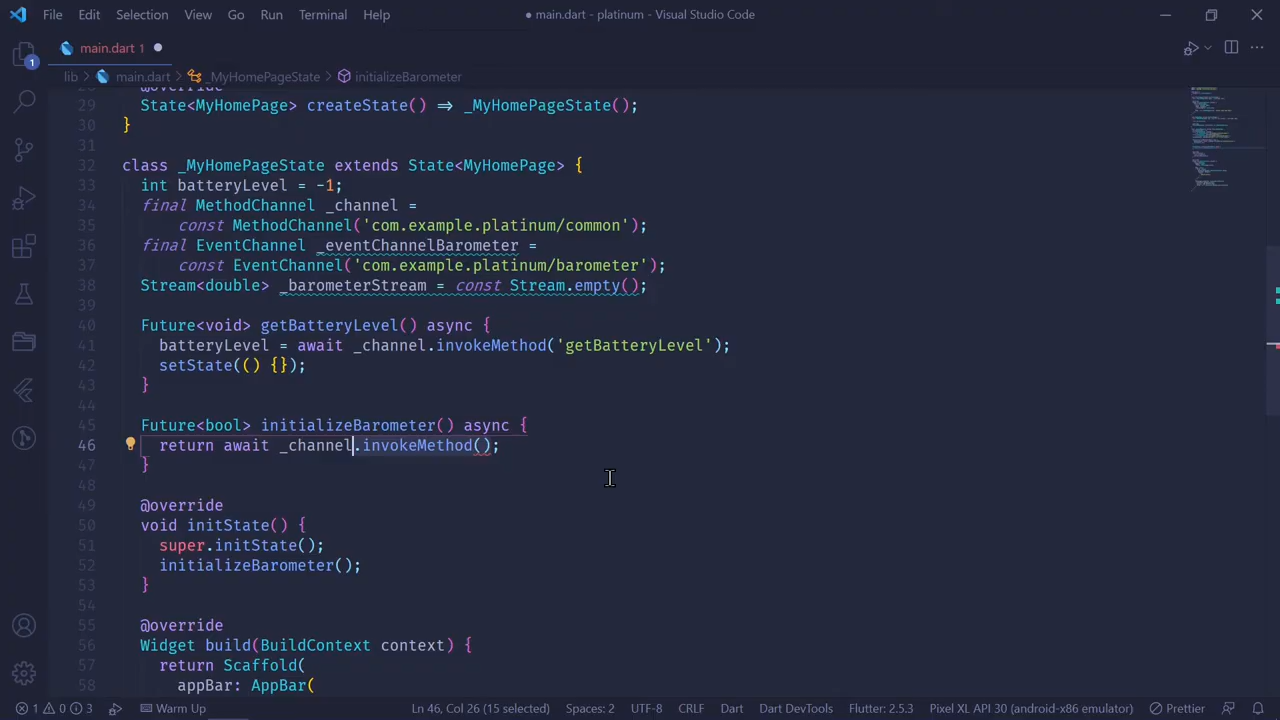 File Edit Selection View Go Run Terminal Help
● main.dart - platinum - Visual Studio Code
main.dart 1 ●
lib > main.dart > _MyHomePageState > initializeBarometer
1
28 @override
29 State<MyHomePage> createState() => _MyHomePageState();
30 }
31
32 class _MyHomePageState extends State<MyHomePage> {
33 int batteryLevel = -1;
34 final MethodChannel _channel =
35 const MethodChannel('com.example.platinum/common');
36 final EventChannel _eventChannelBarometer =
37 const EventChannel('com.example.platinum/barometer');
38 Stream<double> _barometerStream = const Stream.empty();
39
40 Future<void> getBatteryLevel() async {
41 batteryLevel = await _channel.invokeMethod('getBatteryLevel');
42 setState(() {});
43 }
44
45 Future<bool> initializeBarometer() async {
46 return await _channel.invokeMethod();
47 }
48
49 @override
50 void initState() {
51 super.initState();
52 initializeBarometer();
53 }
54
55 @override
56 Widget build(BuildContext context) {
57 return Scaffold(
58 appBar: AppBar(
1 0 3 Warm Up Ln 46, Col 26 (15 selected) Spaces: 2 UTF-8 CRLF Dart Dart DevTools Flutter: 2.5.3 Pixel XL API 30 (android-x86 emulator) Prettier